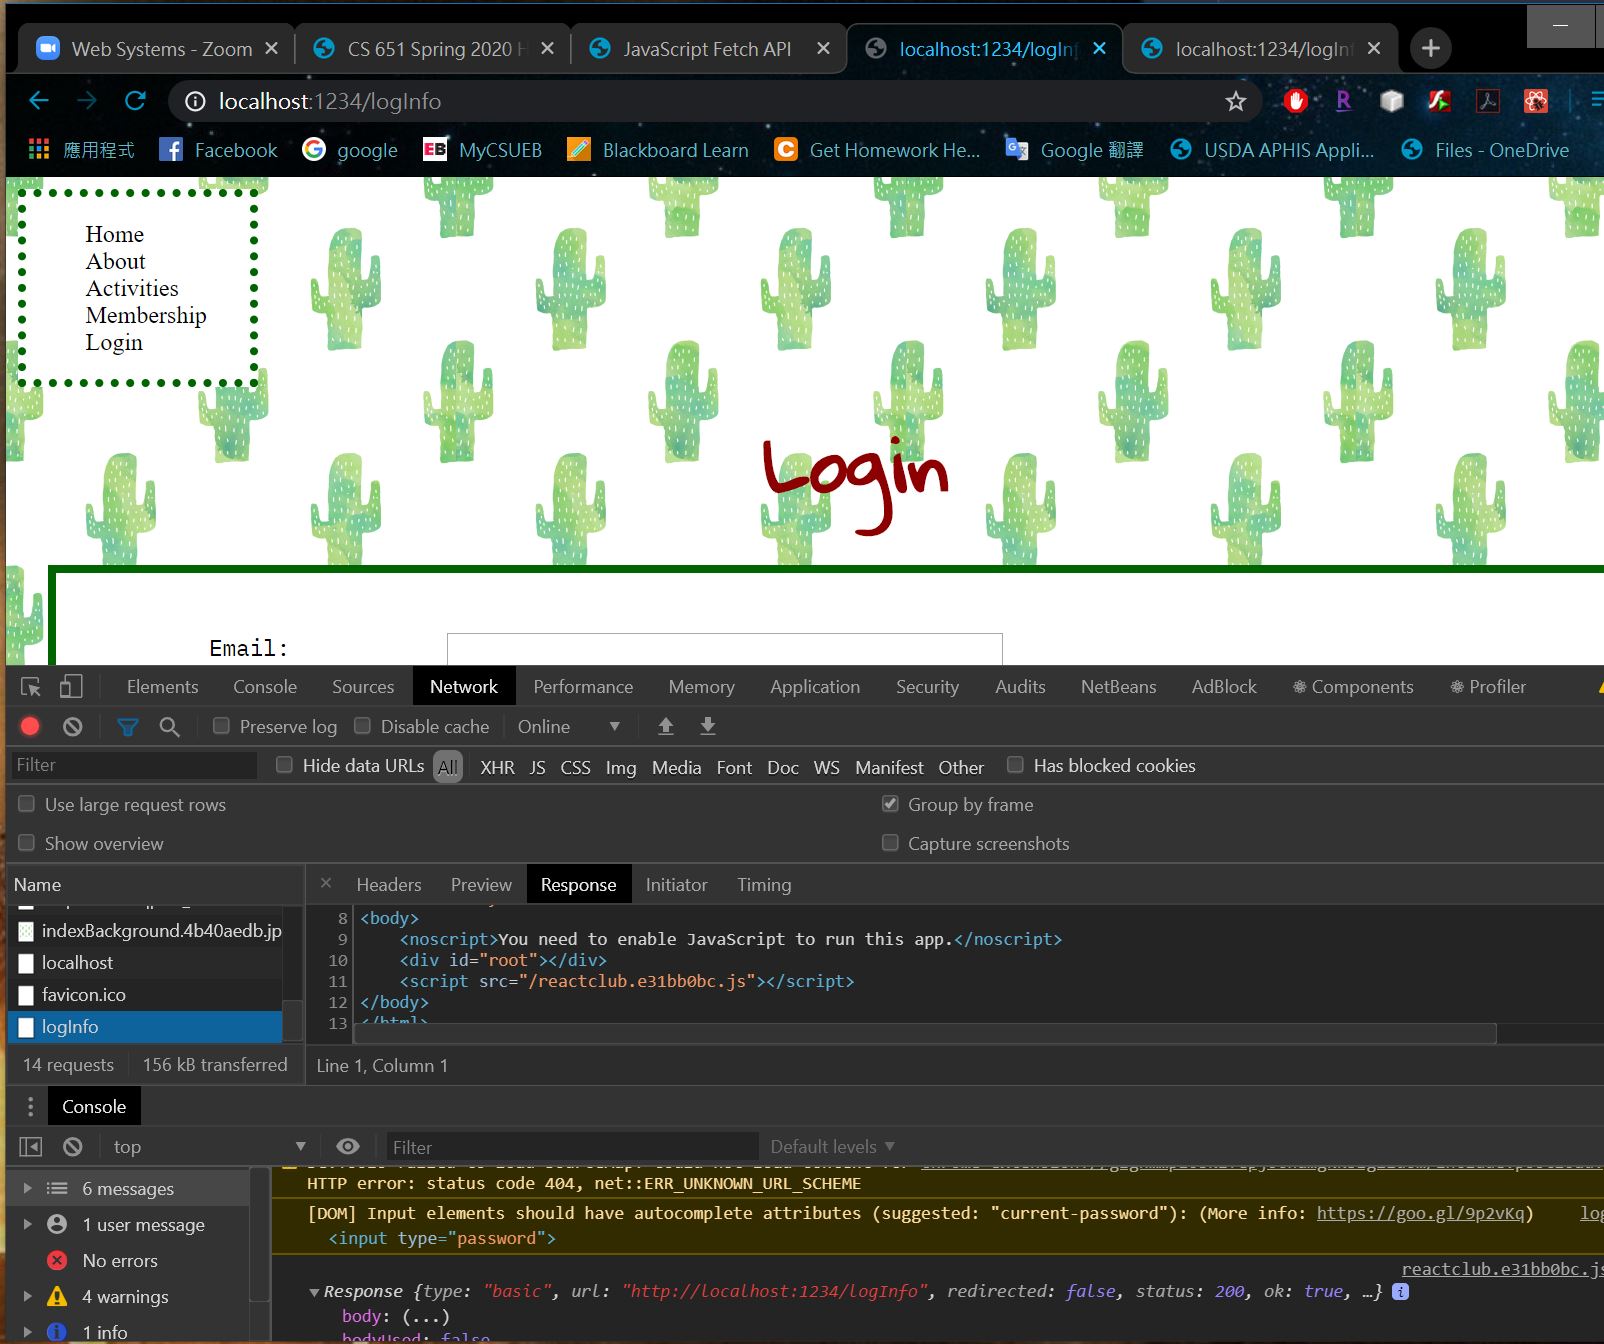 Web Systems - Zoom
CS 651 Spring 2020 H
JavaScript Fetch API
localhost:1234/logInf
localhost:1234/logInf
localhost:1234/logInfo
應用程式
Facebook
google
MyCSUEB
Blackboard Learn
Get Homework He...
Google 翻譯
USDA APHIS Appli...
Files - OneDrive
Home
About
Activities
Membership
Login
Login
Email:
Elements Console Sources Network Performance Memory Application Security Audits NetBeans AdBlock Components Profiler
Preserve log Disable cache Online
Filter Hide data URLs All XHR JS CSS Img Media Font Doc WS Manifest Other Has blocked cookies
Use large request rows Group by frame
Show overview Capture screenshots
Name
indexBackground.4b40aedb.jp
localhost
favicon.ico
logInfo
14 requests 156 kB transferred
Headers Preview Response Initiator Timing
8 <body>
9 <noscript>You need to enable JavaScript to run this app.</noscript>
10 <div id="root"></div>
11 <script src="/reactclub.e31bb0bc.js"></script>
12 </body>
13 </html>
Line 1, Column 1
Console
top Filter Default levels
6 messages
1 user message
No errors
4 warnings
1 info
HTTP error: status code 404, net::ERR_UNKNOWN_URL_SCHEME
[DOM] Input elements should have autocomplete attributes (suggested: "current-password"): (More info: https://goo.gl/9p2vKq) log
<input type="password">
reactclub.e31bb0bc.js
Response {type: "basic", url: "http://localhost:1234/logInfo", redirected: false, status: 200, ok: true, …}
body: (...)
bodyUsed: false